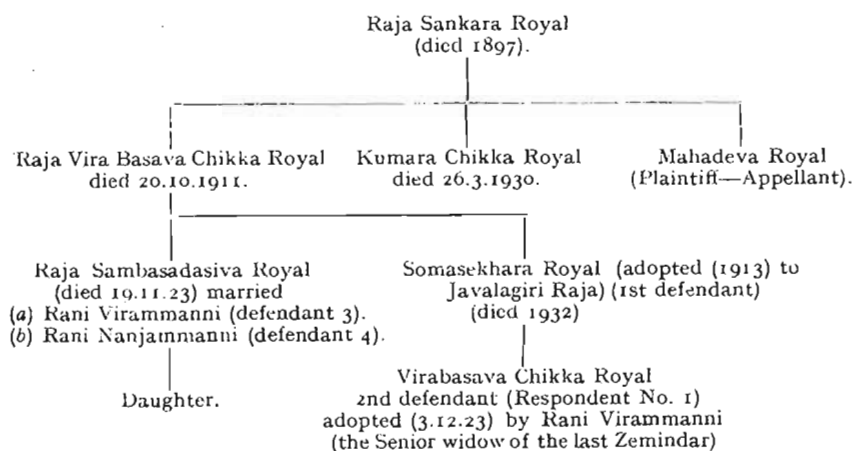 Raja Sankara Royal
(died 1897).
Raja Vira Basava Chikka Royal
died 20.10.1911.
Kumara Chikka Royal
died 26.3.1930.
Mahadeva Royal
(Plaintiff—Appellant).
Raja Sambasadasiva Royal
(died 19.11.23) married
(a) Rani Virammanni (defendant 3).
(b) Rani Nanjammanni (defendant 4).
Somasekhara Royal (adopted (1913) to
Javalagiri Raja) (1st defendant)
(died 1932)
Daughter.
Virabasava Chikka Royal
2nd defendant (Respondent No. 1)
adopted (3.12.23) by Rani Virammanni
(the Senior widow of the last Zemindar)